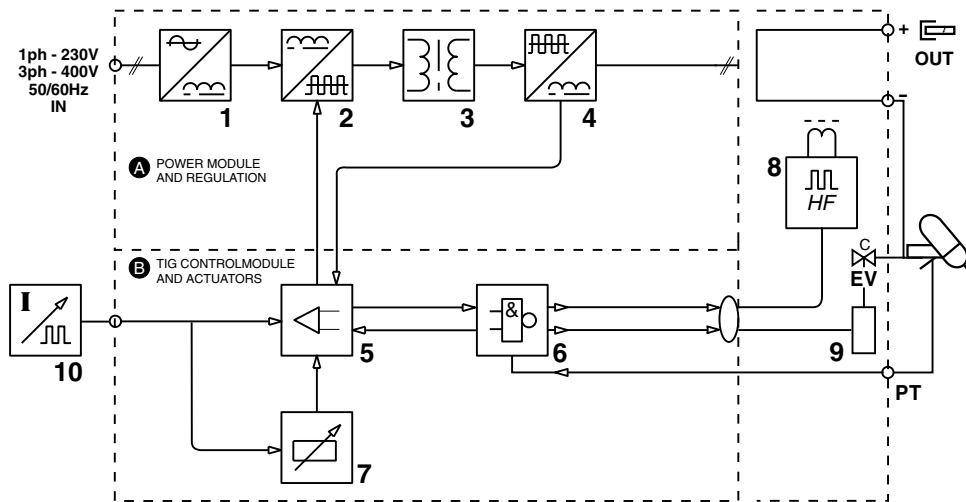 1ph - 230V
3ph - 400V
50/60Hz
IN
1
2
3
4
+
OUT
-
A POWER MODULE
AND REGULATION
8
HF
B TIG CONTROLMODULE
AND ACTUATORS
C
EV
I
10
5
&
6
9
PT
7